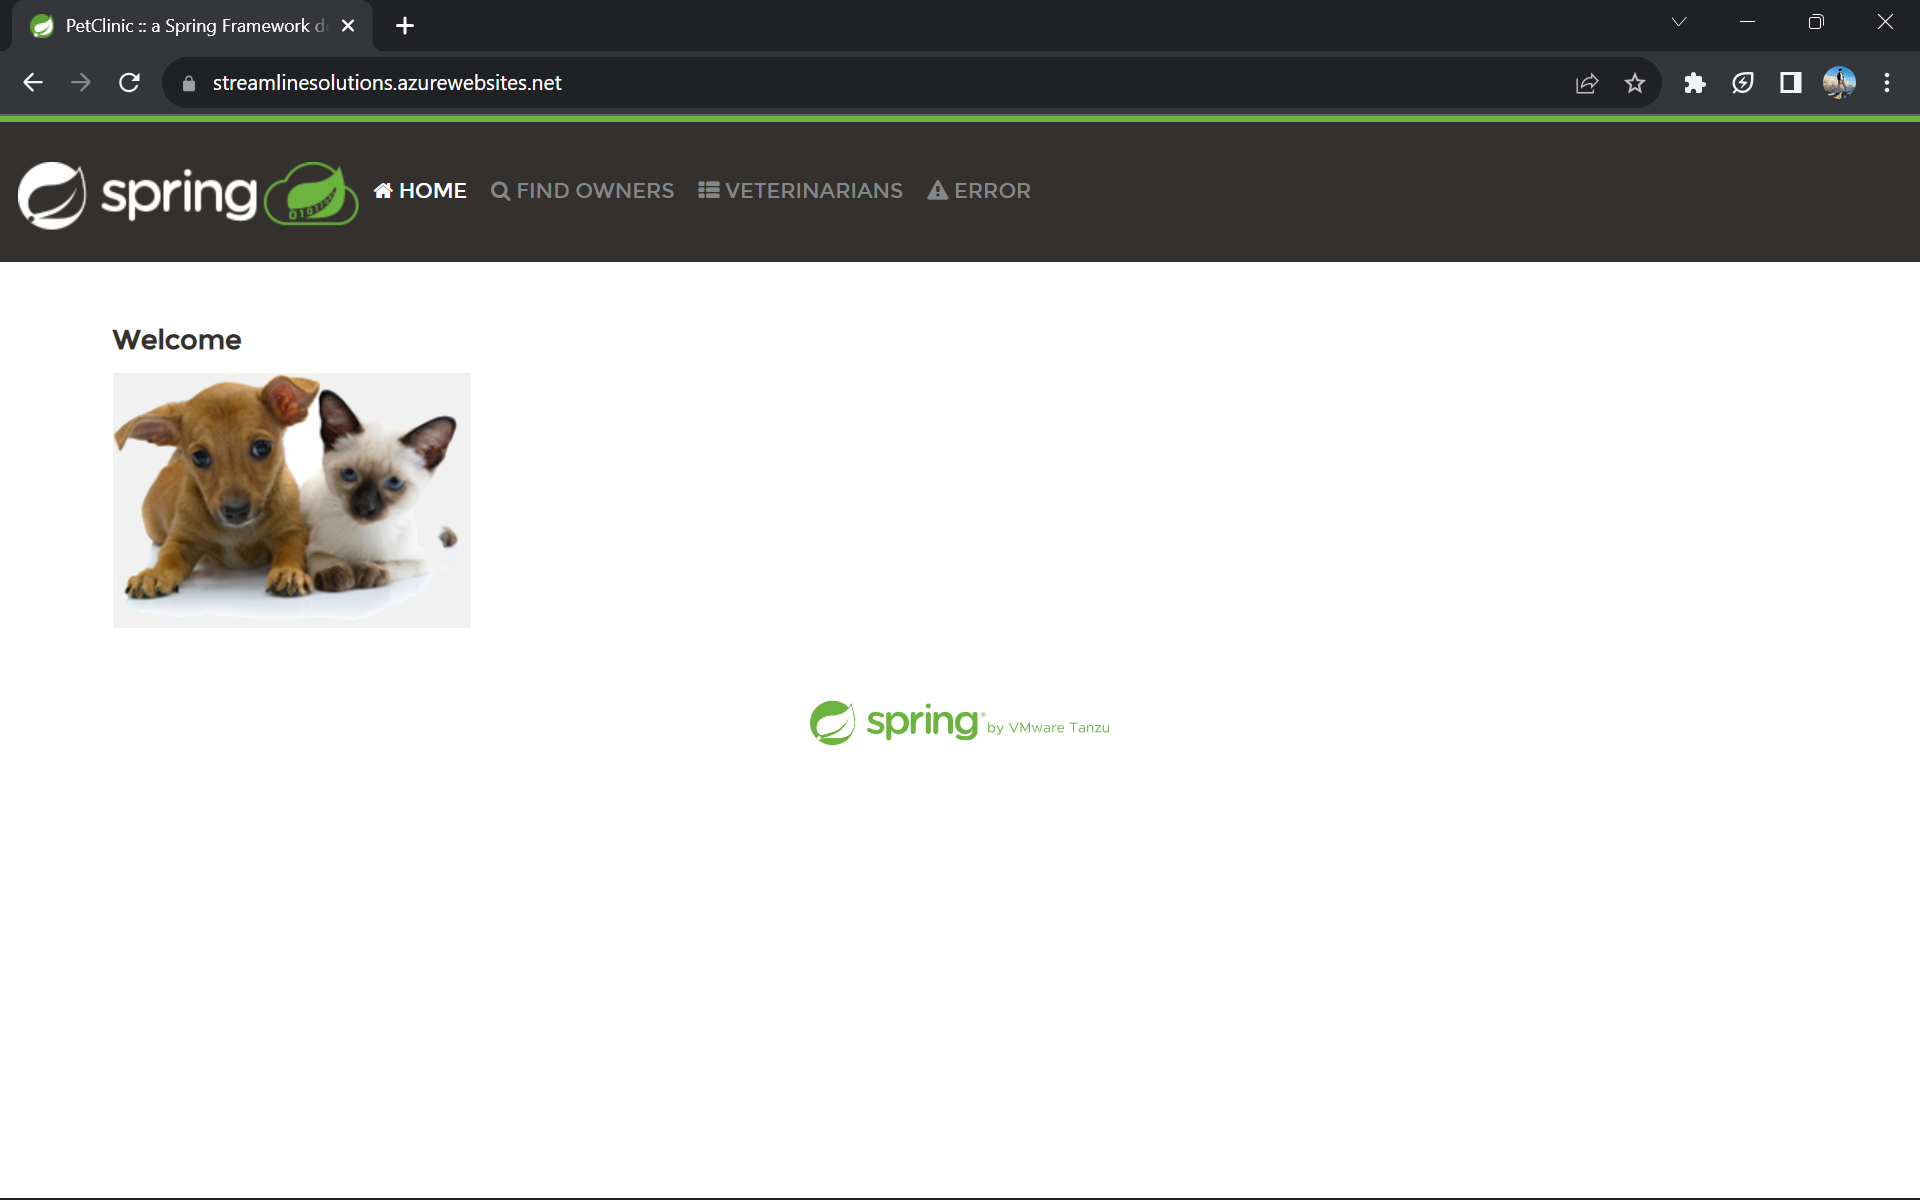 PetClinic :: a Spring Framework d
streamlinesolutions.azurewebsites.net
spring
HOME
FIND OWNERS
VETERINARIANS
ERROR
Welcome
spring® by VMware Tanzu